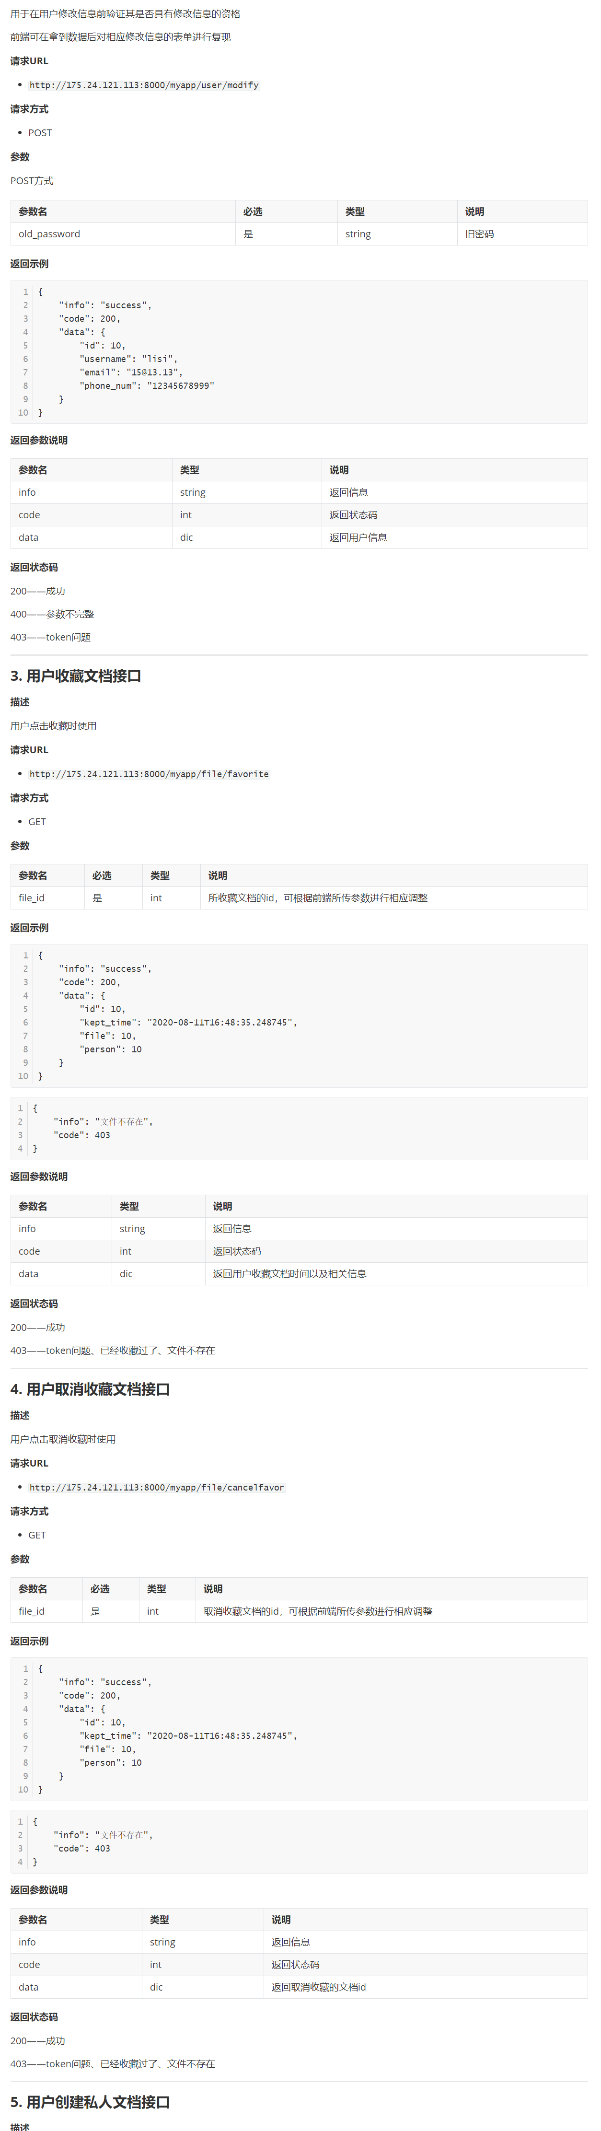 用于在用户修改信息前验证其是否具有修改信息的资格
前端可在拿到数据后对相应修改信息的表单进行复现
请求URL
• http://175.24.121.113:8000/myapp/user/modify
请求方式
• POST
参数
POST方式
参数名 必选 类型 说明
old_password 是 string 旧密码
返回示例
1 {
2 "info": "success",
3 "code": 200,
4 "data": {
5 "id": 10,
6 "username": "lisi",
7 "email": "15@13.13",
8 "phone_num": "12345678999"
9 }
10 }
返回参数说明
参数名 类型 说明
info string 返回信息
code int 返回状态码
data dic 返回用户信息
返回状态码
200——成功
400——参数不完整
403——token问题
3. 用户收藏文档接口
描述
用户点击收藏时使用
请求URL
• http://175.24.121.113:8000/myapp/file/favorite
请求方式
• GET
参数
参数名 必选 类型 说明
file_id 是 int 所收藏文档的id，可根据前端所传参数进行相应调整
返回示例
1 {
2 "info": "success",
3 "code": 200,
4 "data": {
5 "id": 10,
6 "kept_time": "2020-08-11T16:48:35.248745",
7 "file": 10,
8 "person": 10
9 }
10 }
1 {
2 "info": "文件不存在",
3 "code": 403
4 }
返回参数说明
参数名 类型 说明
info string 返回信息
code int 返回状态码
data dic 返回用户收藏文档时间以及相关信息
返回状态码
200——成功
403——token问题、已经收藏过了、文件不存在
4. 用户取消收藏文档接口
描述
用户点击取消收藏时使用
请求URL
• http://175.24.121.113:8000/myapp/file/cancelfavor
请求方式
• GET
参数
参数名 必选 类型 说明
file_id 是 int 取消收藏文档的id，可根据前端所传参数进行相应调整
返回示例
1 {
2 "info": "success",
3 "code": 200,
4 "data": {
5 "id": 10,
6 "kept_time": "2020-08-11T16:48:35.248745",
7 "file": 10,
8 "person": 10
9 }
10 }
1 {
2 "info": "文件不存在",
3 "code": 403
4 }
返回参数说明
参数名 类型 说明
info string 返回信息
code int 返回状态码
data dic 返回取消收藏的文档id
返回状态码
200——成功
403——token问题、已经收藏过了、文件不存在
5. 用户创建私人文档接口
描述